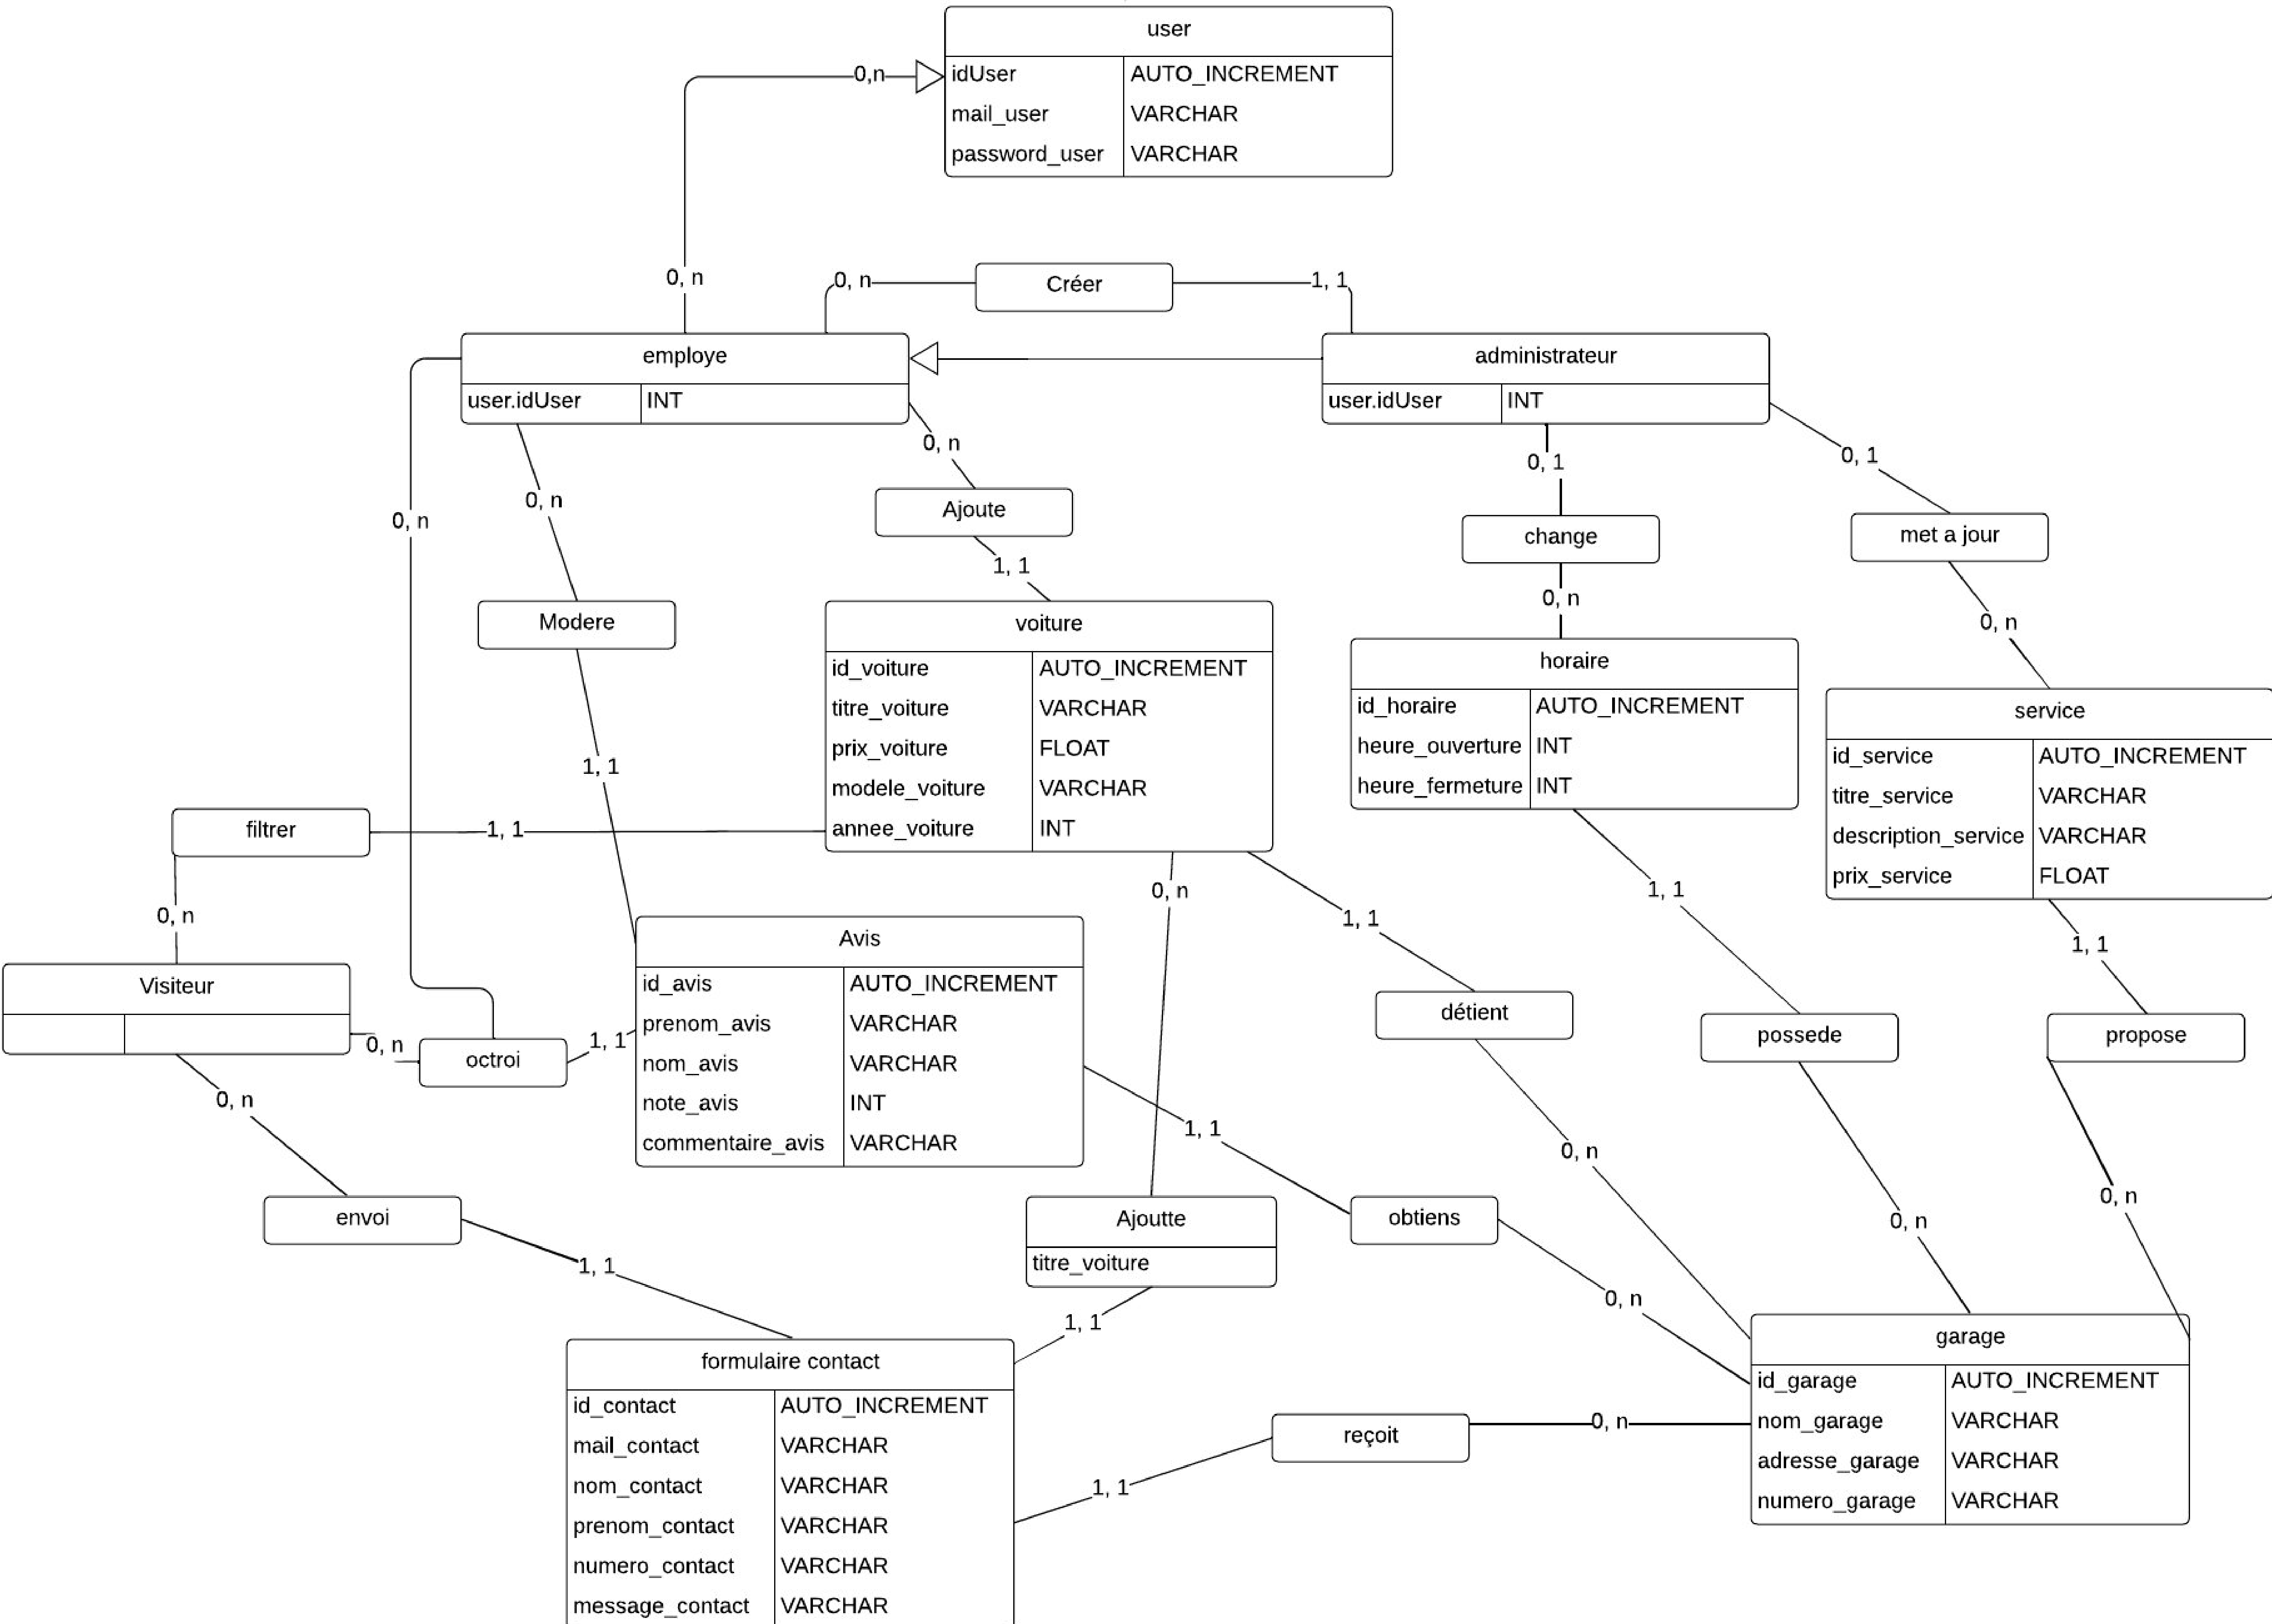 user
idUser AUTO_INCREMENT
mail_user VARCHAR
password_user VARCHAR
0,n
0, n
0, n
Créer
1, 1
employe
user.idUser INT
administrateur
user.idUser INT
0, n
0, n
0, n
Ajoute
1, 1
0, 1
change
0, n
0, 1
met a jour
0, n
Modere
1, 1
voiture
id_voiture AUTO_INCREMENT
titre_voiture VARCHAR
prix_voiture FLOAT
modele_voiture VARCHAR
annee_voiture INT
horaire
id_horaire AUTO_INCREMENT
heure_ouverture INT
heure_fermeture INT
service
id_service AUTO_INCREMENT
titre_service VARCHAR
description_service VARCHAR
prix_service FLOAT
filtrer
1, 1
0, n
0, n
1, 1
1, 1
1, 1
Visiteur
0, n
octroi
1, 1
Avis
id_avis AUTO_INCREMENT
prenom_avis VARCHAR
nom_avis VARCHAR
note_avis INT
commentaire_avis VARCHAR
détient
possede
propose
0, n
1, 1
0, n
0, n
0, n
envoi
1, 1
Ajoutte
titre_voiture
1, 1
obtiens
0, n
formulaire contact
id_contact AUTO_INCREMENT
mail_contact VARCHAR
nom_contact VARCHAR
prenom_contact VARCHAR
numero_contact VARCHAR
message_contact VARCHAR
reçoit
0, n
1, 1
garage
id_garage AUTO_INCREMENT
nom_garage VARCHAR
adresse_garage VARCHAR
numero_garage VARCHAR